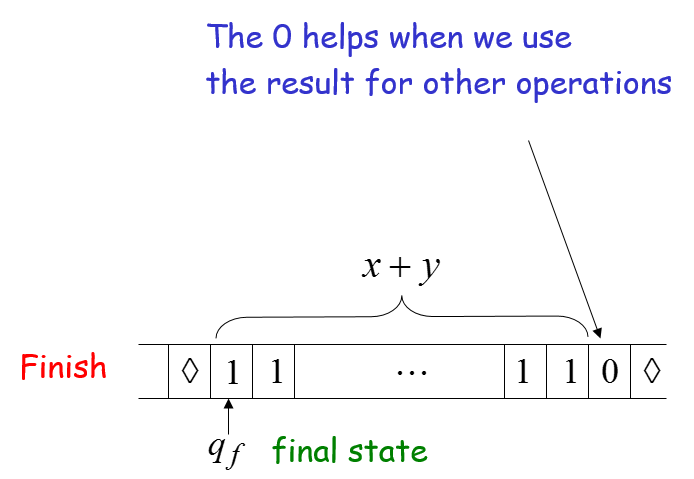 The 0 helps when we use
the result for other operations
x + y
Finish
◊ 1 1 ⋯ 1 1 0 ◊
qf final state